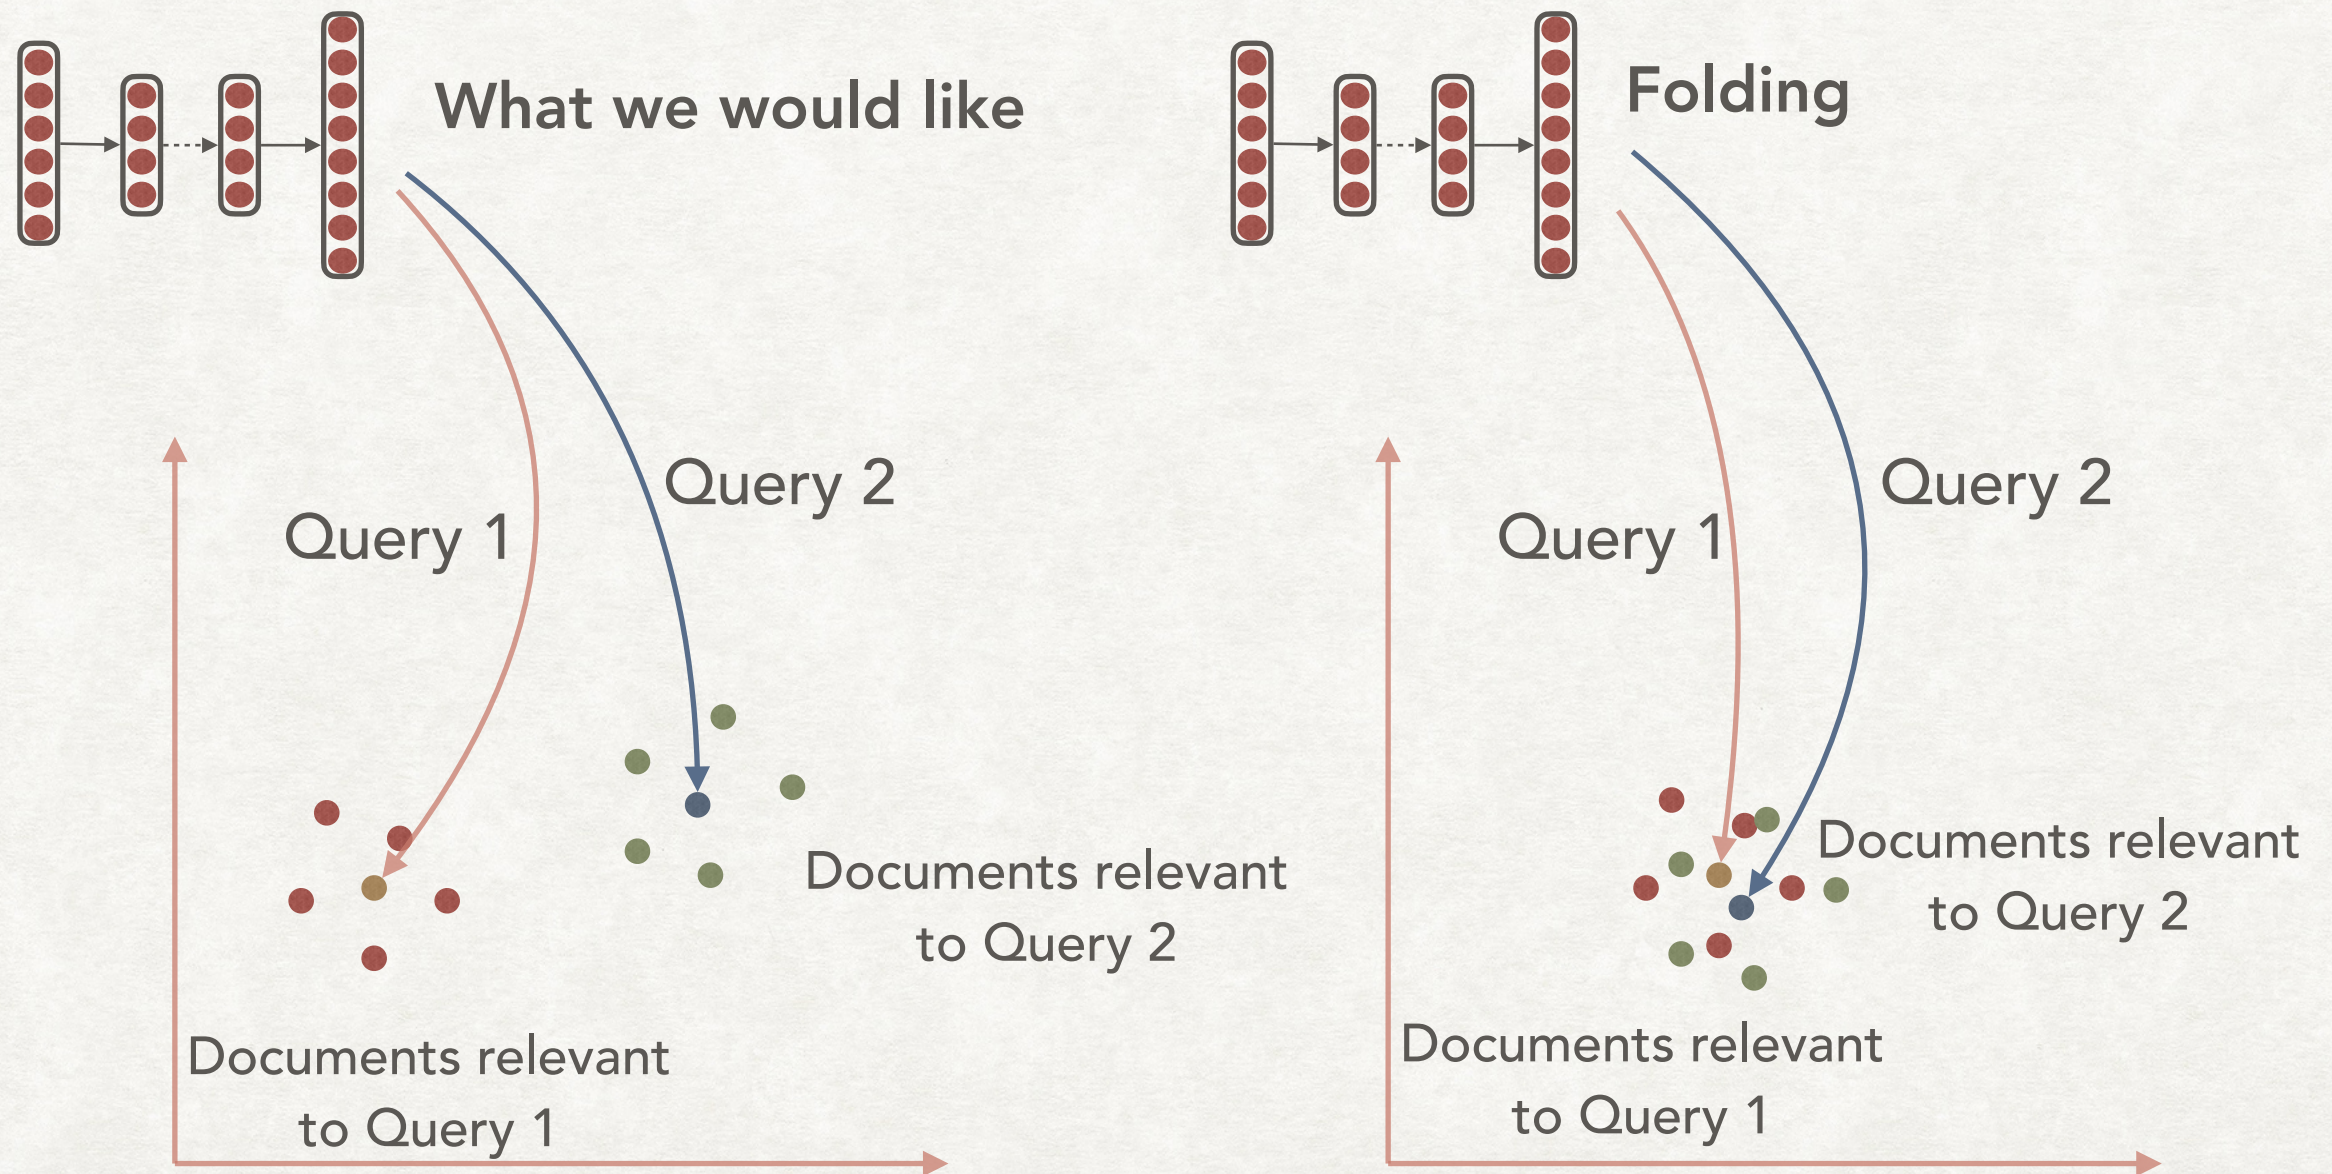 What we would like
Query 2
Query 1
Documents relevant
to Query 2
Documents relevant
to Query 1
Folding
Query 2
Query 1
Documents relevant
to Query 2
Documents relevant
to Query 1